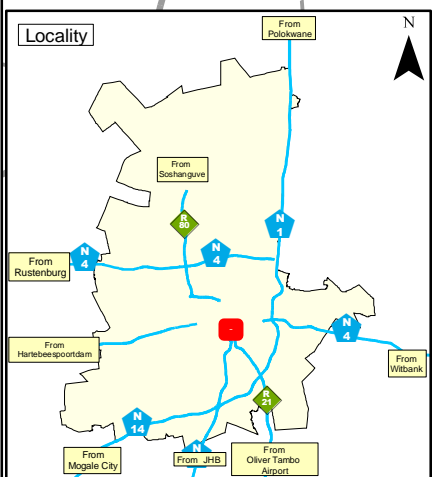 From
Polokwane
N
Locality
From
Soshanguve
R
80
N
1
N
4
N
4
From
Rustenburg
From
Hartebeespoortdam
N
4
From
Witbank
R
21
N
14
From
Mogale City
N
From JHB
From
Oliver Tambo
Airport